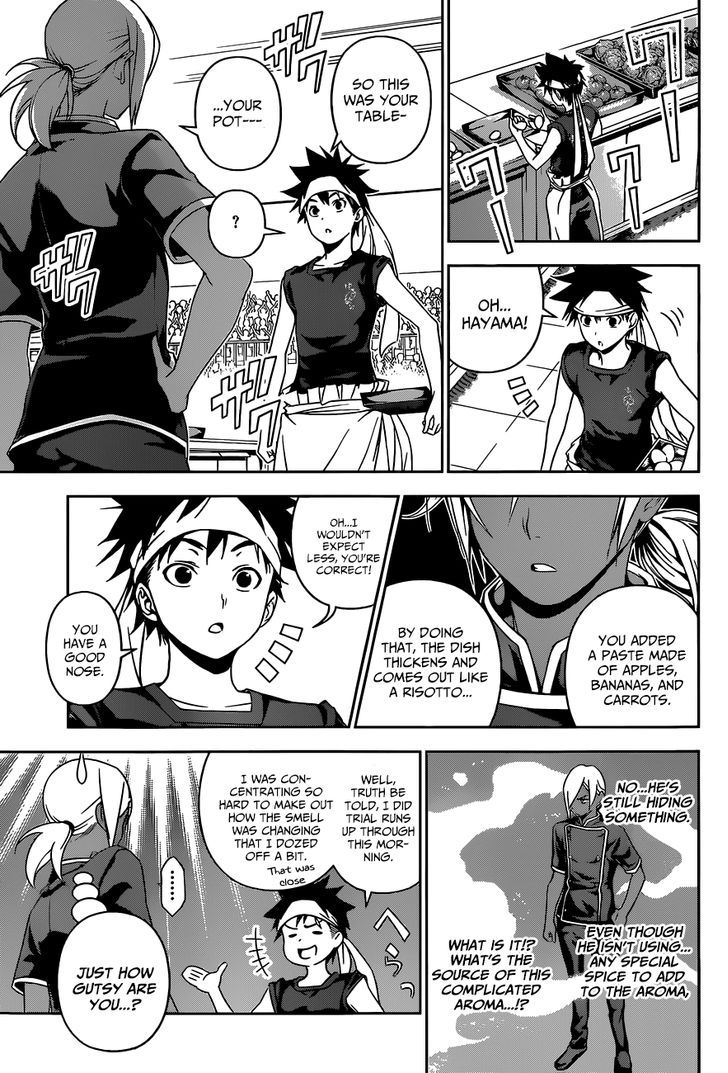 OH...
HAYAMA!
SO THIS
WAS YOUR
TABLE-
...YOUR
POT---
?
YOU ADDED
A PASTE MADE
OF APPLES,
BANANAS, AND
CARROTS.
BY DOING
THAT, THE DISH
THICKENS AND
COMES OUT LIKE
A RISOTTO...
OH...I
WOULDN'T
EXPECT
LESS, YOU'RE
CORRECT!
YOU
HAVE A
GOOD
NOSE.
NO...HE'S
STILL HIDING
SOMETHING.
EVEN THOUGH
HE ISN'T USING...
ANY SPECIAL
SPICE TO ADD
TO THE AROMA,
WHAT IS IT!?
WHAT'S THE
SOURCE OF THIS
COMPLICATED
AROMA...!?
WELL,
TRUTH BE
TOLD, I DID
TRIAL RUNS
UP THROUGH
THIS MOR-
NING.
I WAS CON-
CENTRATING SO
HARD TO MAKE OUT
HOW THE SMELL
WAS CHANGING
THAT I DOZED
OFF A BIT.
That was
close
へらっ
......
JUST HOW
GUTSY ARE
YOU...?